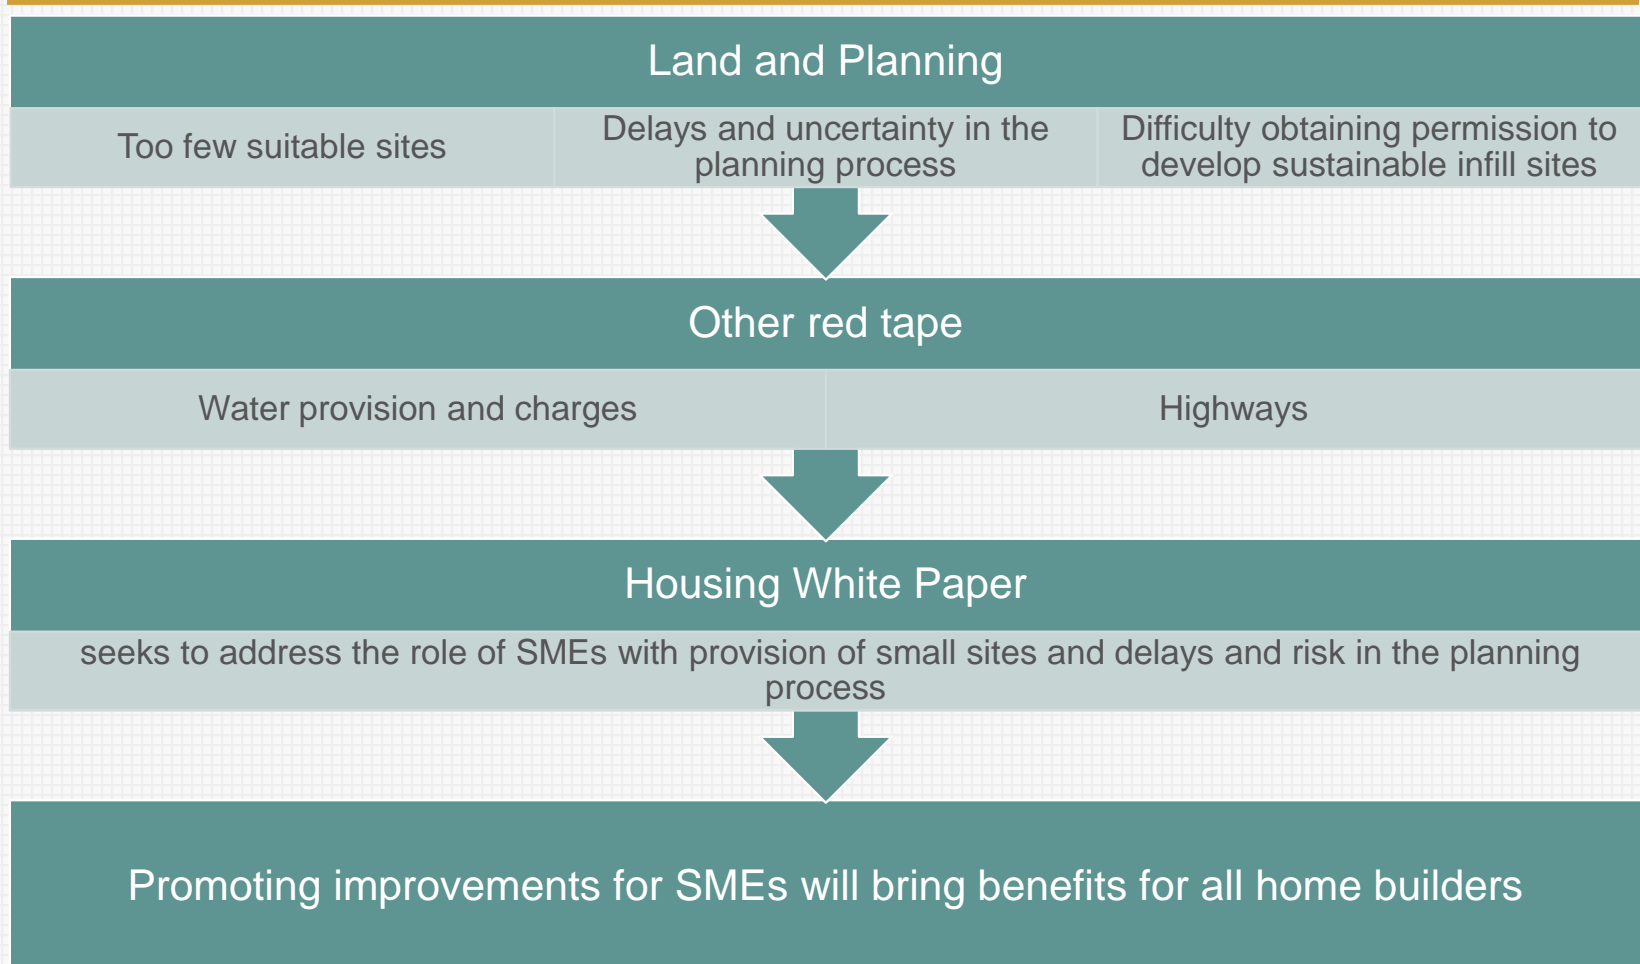 Land and Planning
Too few suitable sites
Delays and uncertainty in the
planning process
Difficulty obtaining permission to
develop sustainable infill sites
Other red tape
Water provision and charges
Highways
Housing White Paper
seeks to address the role of SMEs with provision of small sites and delays and risk in the planning
process
Promoting improvements for SMEs will bring benefits for all home builders